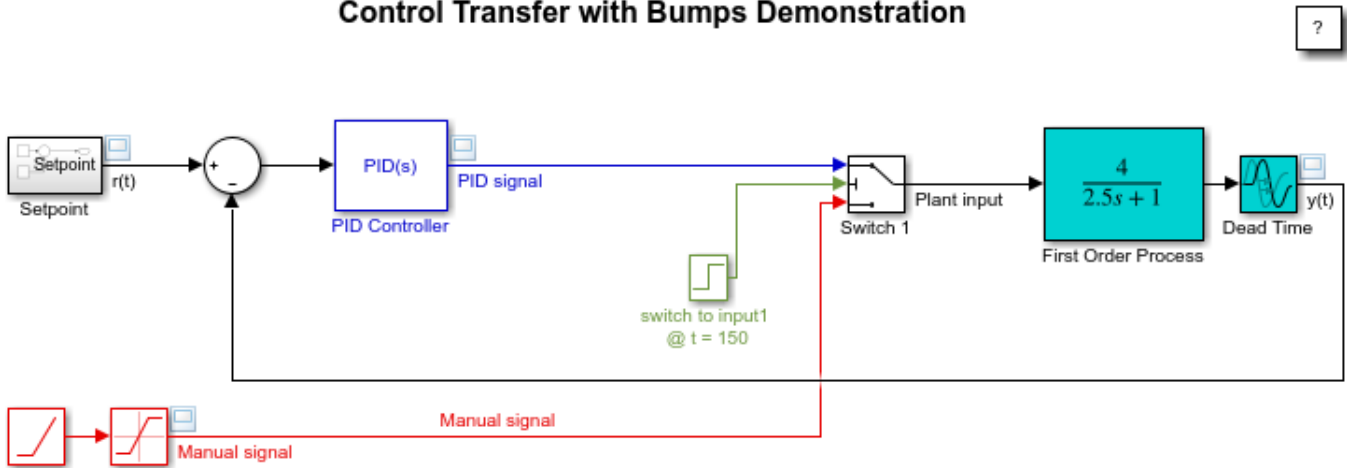 Control Transfer with Bumps Demonstration
?
Setpoint
r(t)
Setpoint
+
−
PID(s)
PID signal
PID Controller
switch to input1
@ t = 150
Switch 1
Plant input
4
2.5s + 1
First Order Process
Dead Time
y(t)
Manual signal
Manual signal